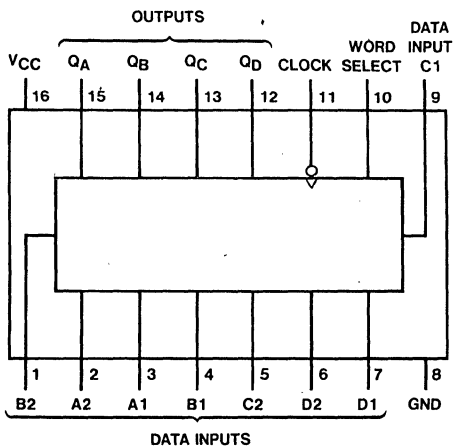 OUTPUTS
DATA
INPUT
C1
WORD
SELECT
VCC QA QB QC QD CLOCK
16 15 14 13 12 11 10 9
1 2 3 4 5 6 7 8
B2 A2 A1 B1 C2 D2 D1 GND
DATA INPUTS